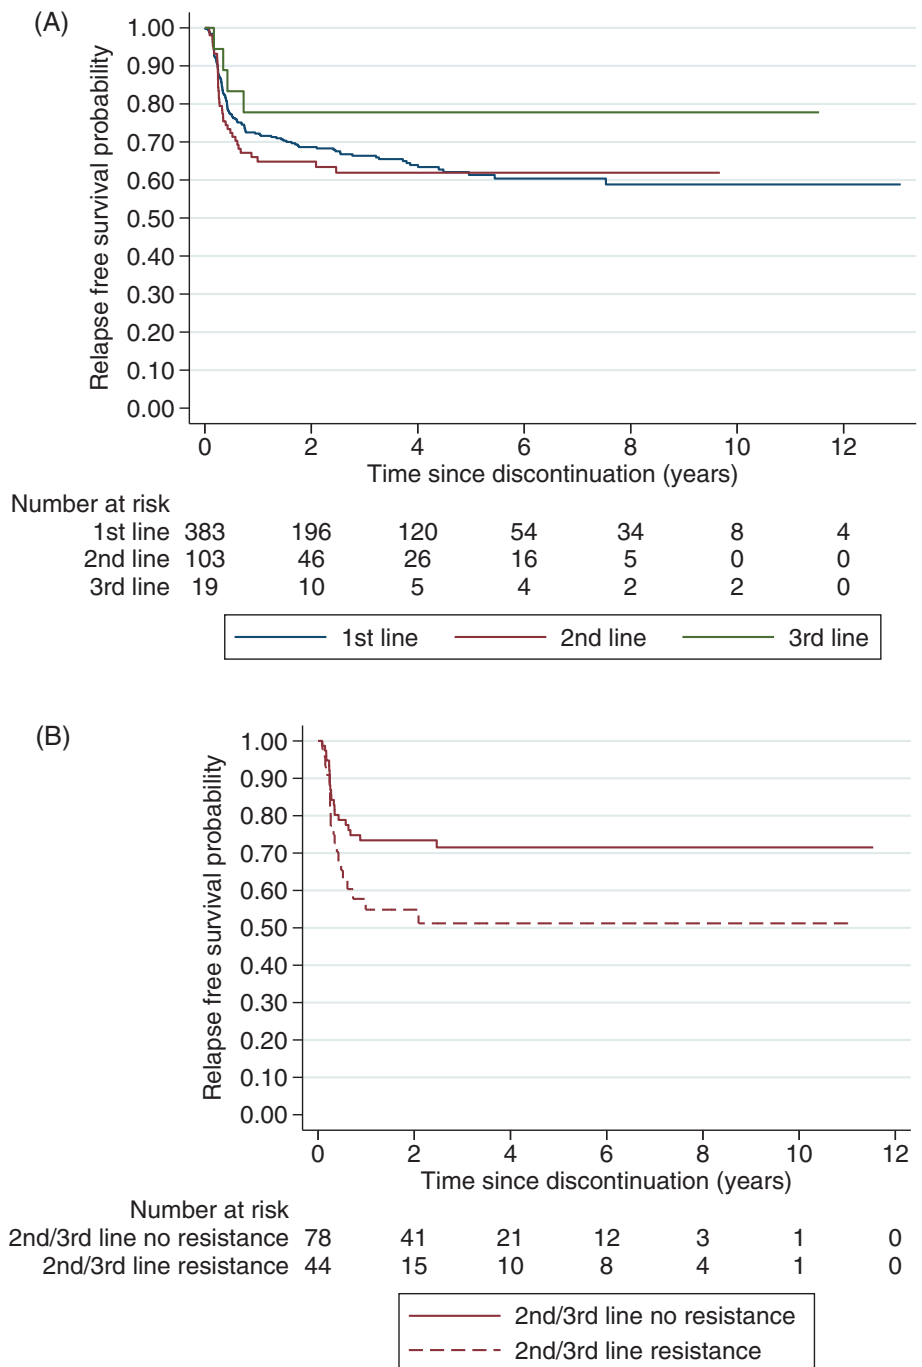 (A)
Relapse free survival probability
1.00
0.90
0.80
0.70
0.60
0.50
0.40
0.30
0.20
0.10
0.00
0 2 4 6 8 10 12
Time since discontinuation (years)
Number at risk
1st line 383 196 120 54 34 8 4
2nd line 103 46 26 16 5 0 0
3rd line 19 10 5 4 2 2 0
1st line 2nd line 3rd line
(B)
Relapse free survival probability
1.00
0.90
0.80
0.70
0.60
0.50
0.40
0.30
0.20
0.10
0.00
0 2 4 6 8 10 12
Time since discontinuation (years)
Number at risk
2nd/3rd line no resistance 78 41 21 12 3 1 0
2nd/3rd line resistance 44 15 10 8 4 1 0
2nd/3rd line no resistance
2nd/3rd line resistance